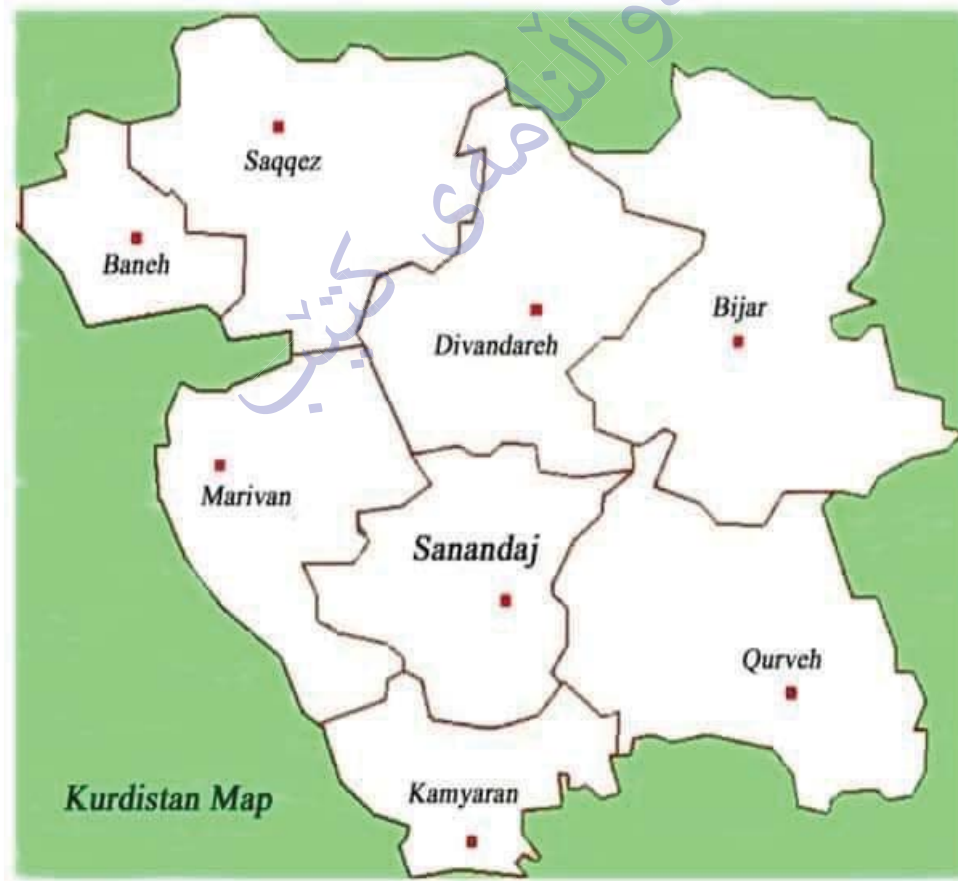 Saqqez
Baneh
Bijar
Divandareh
Marivan
Sanandaj
Qurveh
Kamyaran
Kurdistan Map